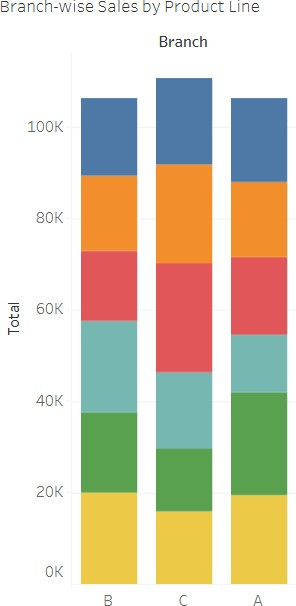 Branch-wise Sales by Product Line
Branch
100K
80K
60K
40K
20K
0K
Total
B C A